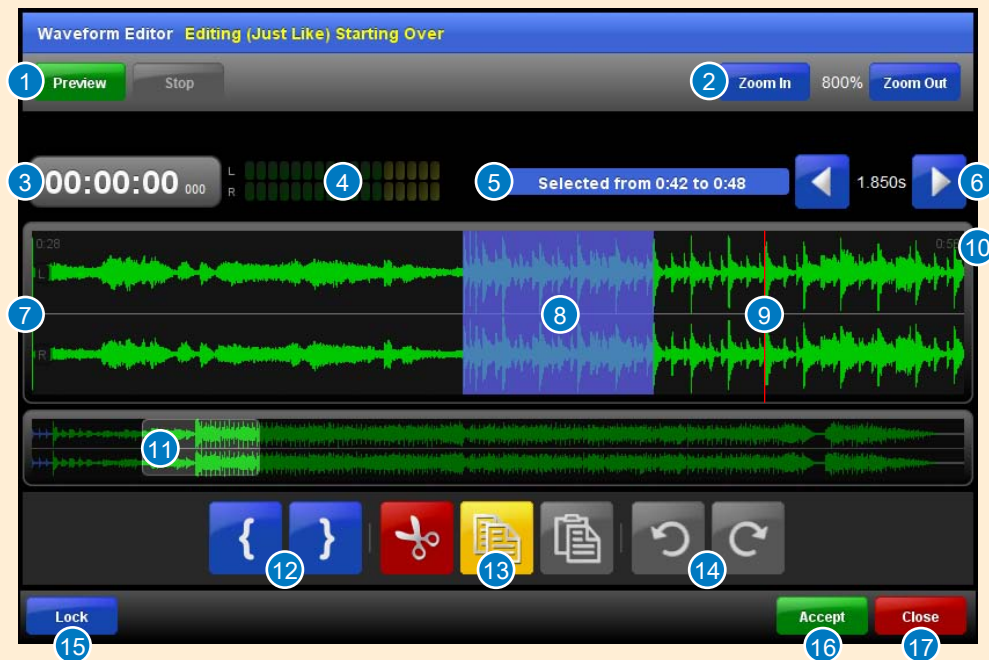 Waveform Editor Editing (Just Like) Starting Over
1 Preview Stop 2 Zoom In 800% Zoom Out
3 00:00:00 000 L R 4 5 Selected from 0:42 to 0:48 1.850s 6
0:28 10
L
7 8 9
R
11
{ }
12 13 14
Lock Accept Close
15 16 17